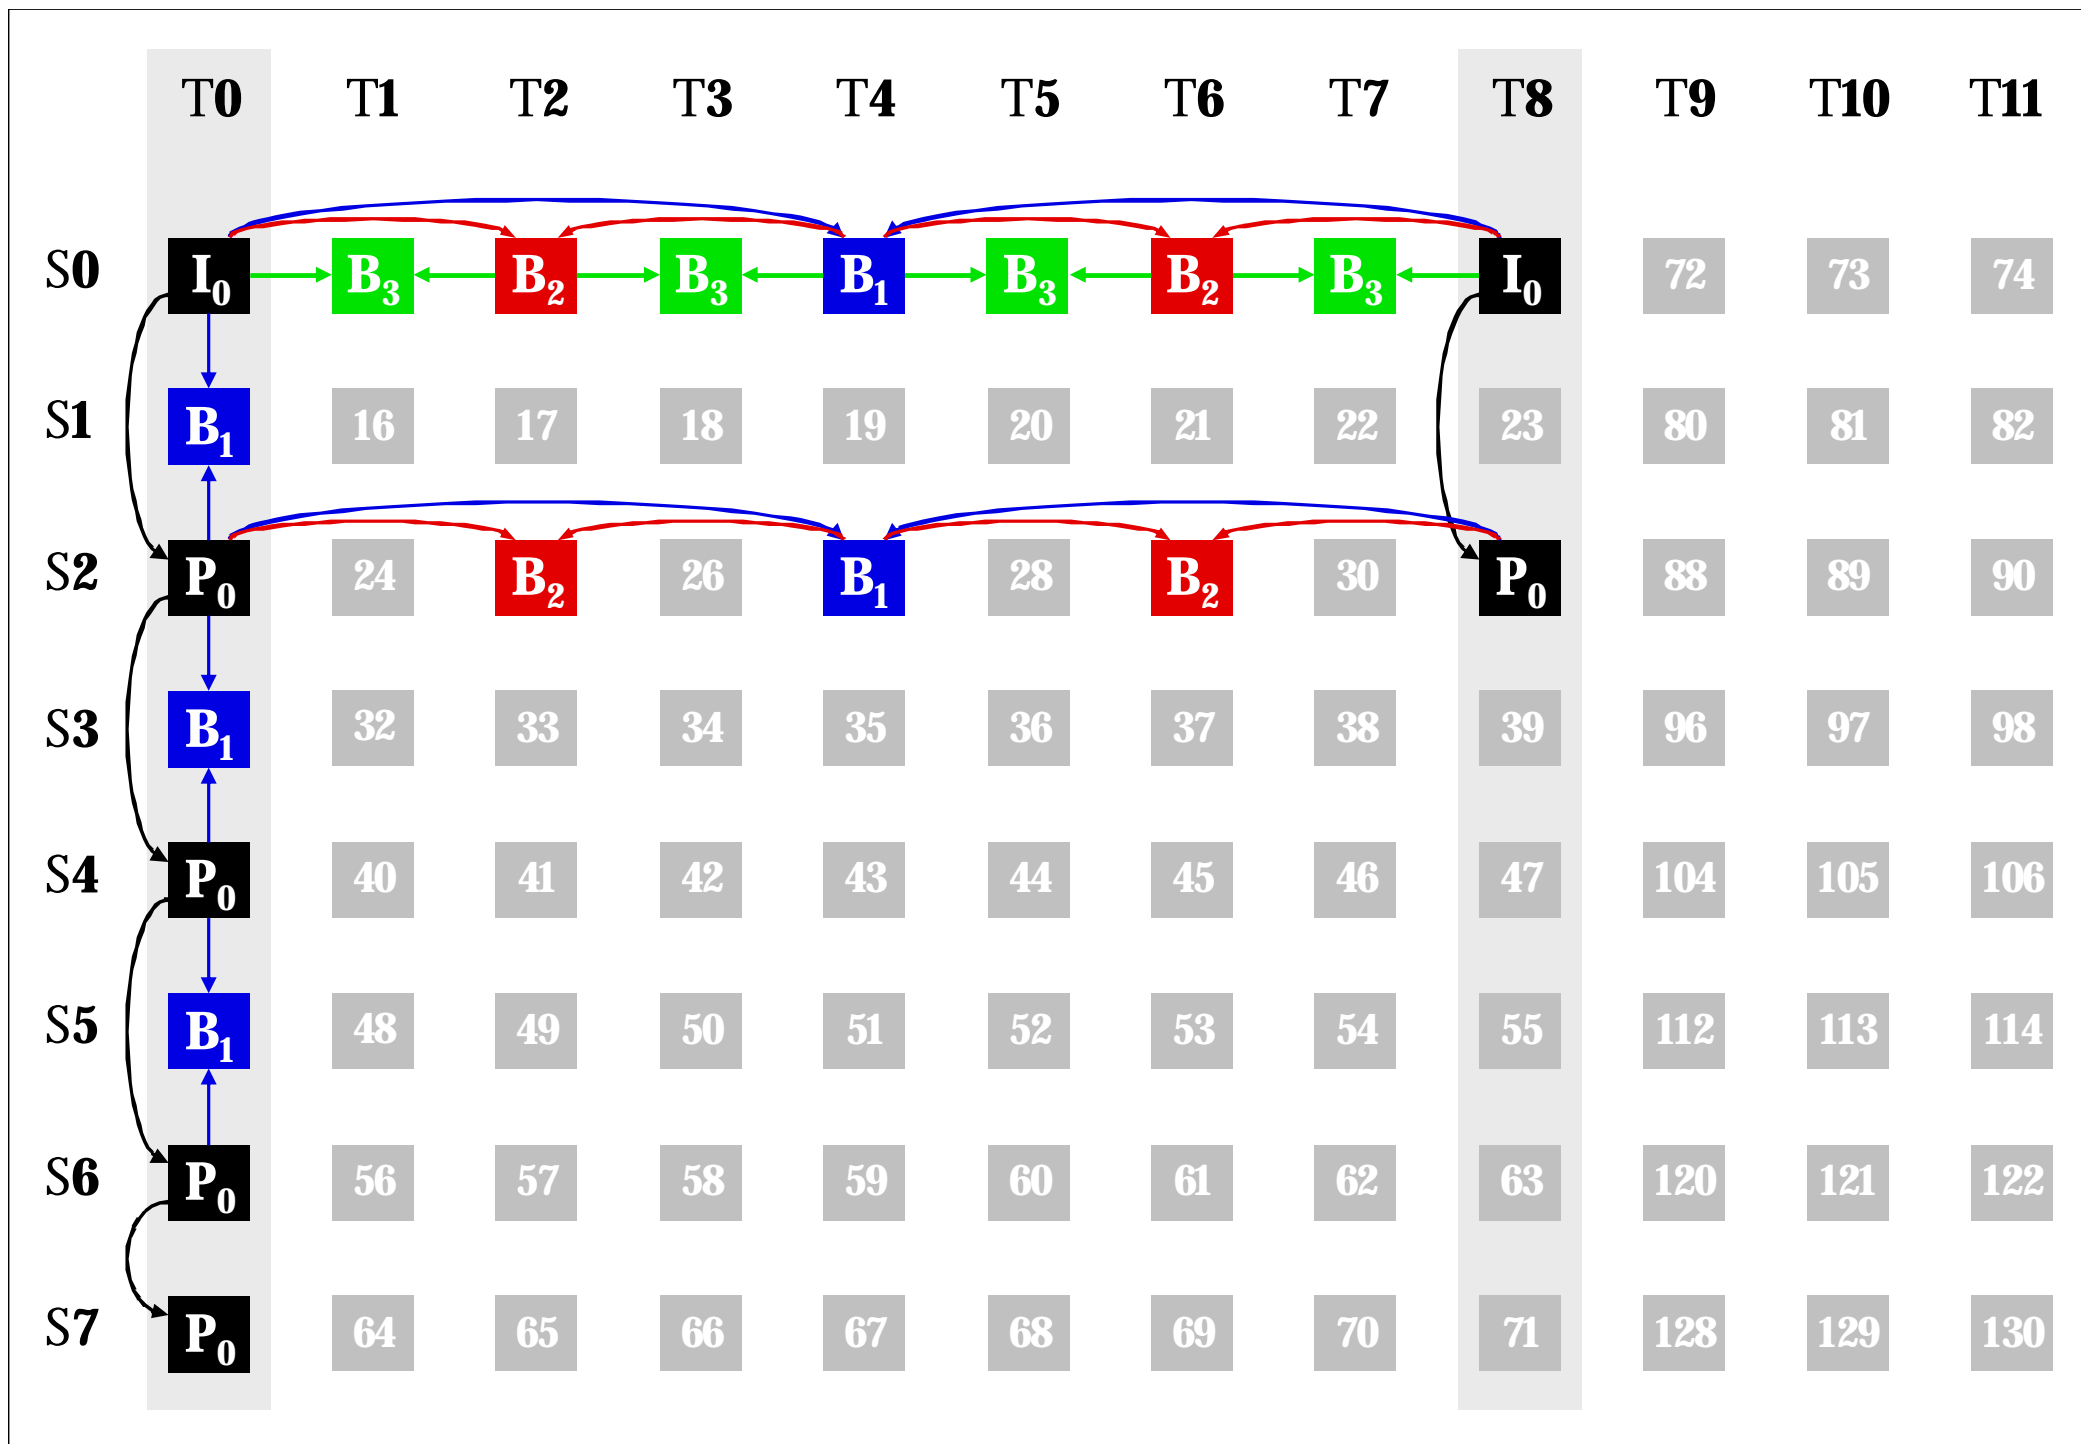 T0 T1 T2 T3 T4 T5 T6 T7 T8 T9 T10 T11
S0 I0 B3 B2 B3 B1 B3 B2 B3 I0 72 73 74
S1 B1 16 17 18 19 20 21 22 23 80 81 82
S2 P0 24 B2 26 B1 28 B2 30 P0 88 89 90
S3 B1 32 33 34 35 36 37 38 39 96 97 98
S4 P0 40 41 42 43 44 45 46 47 104 105 106
S5 B1 48 49 50 51 52 53 54 55 112 113 114
S6 P0 56 57 58 59 60 61 62 63 120 121 122
S7 P0 64 65 66 67 68 69 70 71 128 129 130